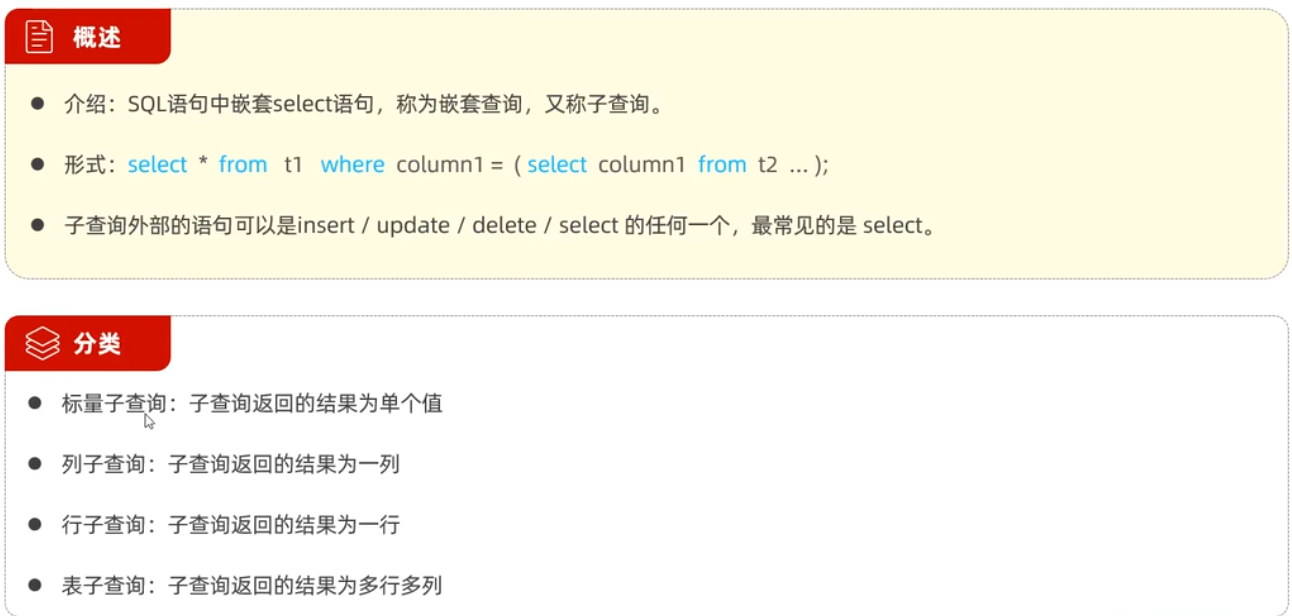 概述
介绍：SQL语句中嵌套select语句，称为嵌套查询，又称子查询。
形式：select * from t1 where column1 = ( select column1 from t2 … );
子查询外部的语句可以是insert / update / delete / select 的任何一个，最常见的是 select。
分类
标量子查询：子查询返回的结果为单个值
列子查询：子查询返回的结果为一列
行子查询：子查询返回的结果为一行
表子查询：子查询返回的结果为多行多列